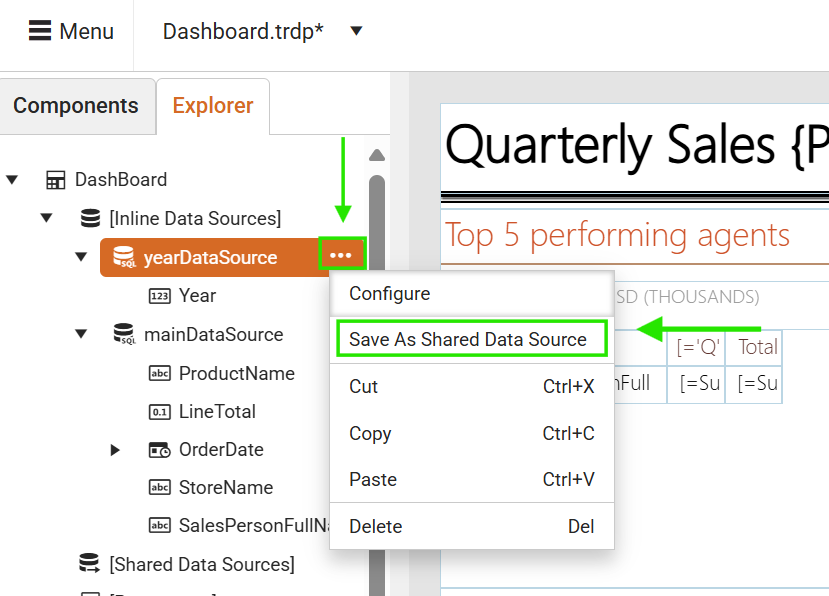 Menu
Dashboard.trdp*
Components
Explorer
DashBoard
[Inline Data Sources]
SQL
yearDataSource
...
123
Year
SQL
mainDataSource
abc
ProductName
0.1
LineTotal
OrderDate
abc
StoreName
abc
SalesPersonFullNa
[Shared Data Sources]
Configure
Save As Shared Data Source
Cut Ctrl+X
Copy Ctrl+C
Paste Ctrl+V
Delete Del
Quarterly Sales {P
Top 5 performing agents
SD (THOUSANDS)
[='Q' Total
nFull [=Su [=Su